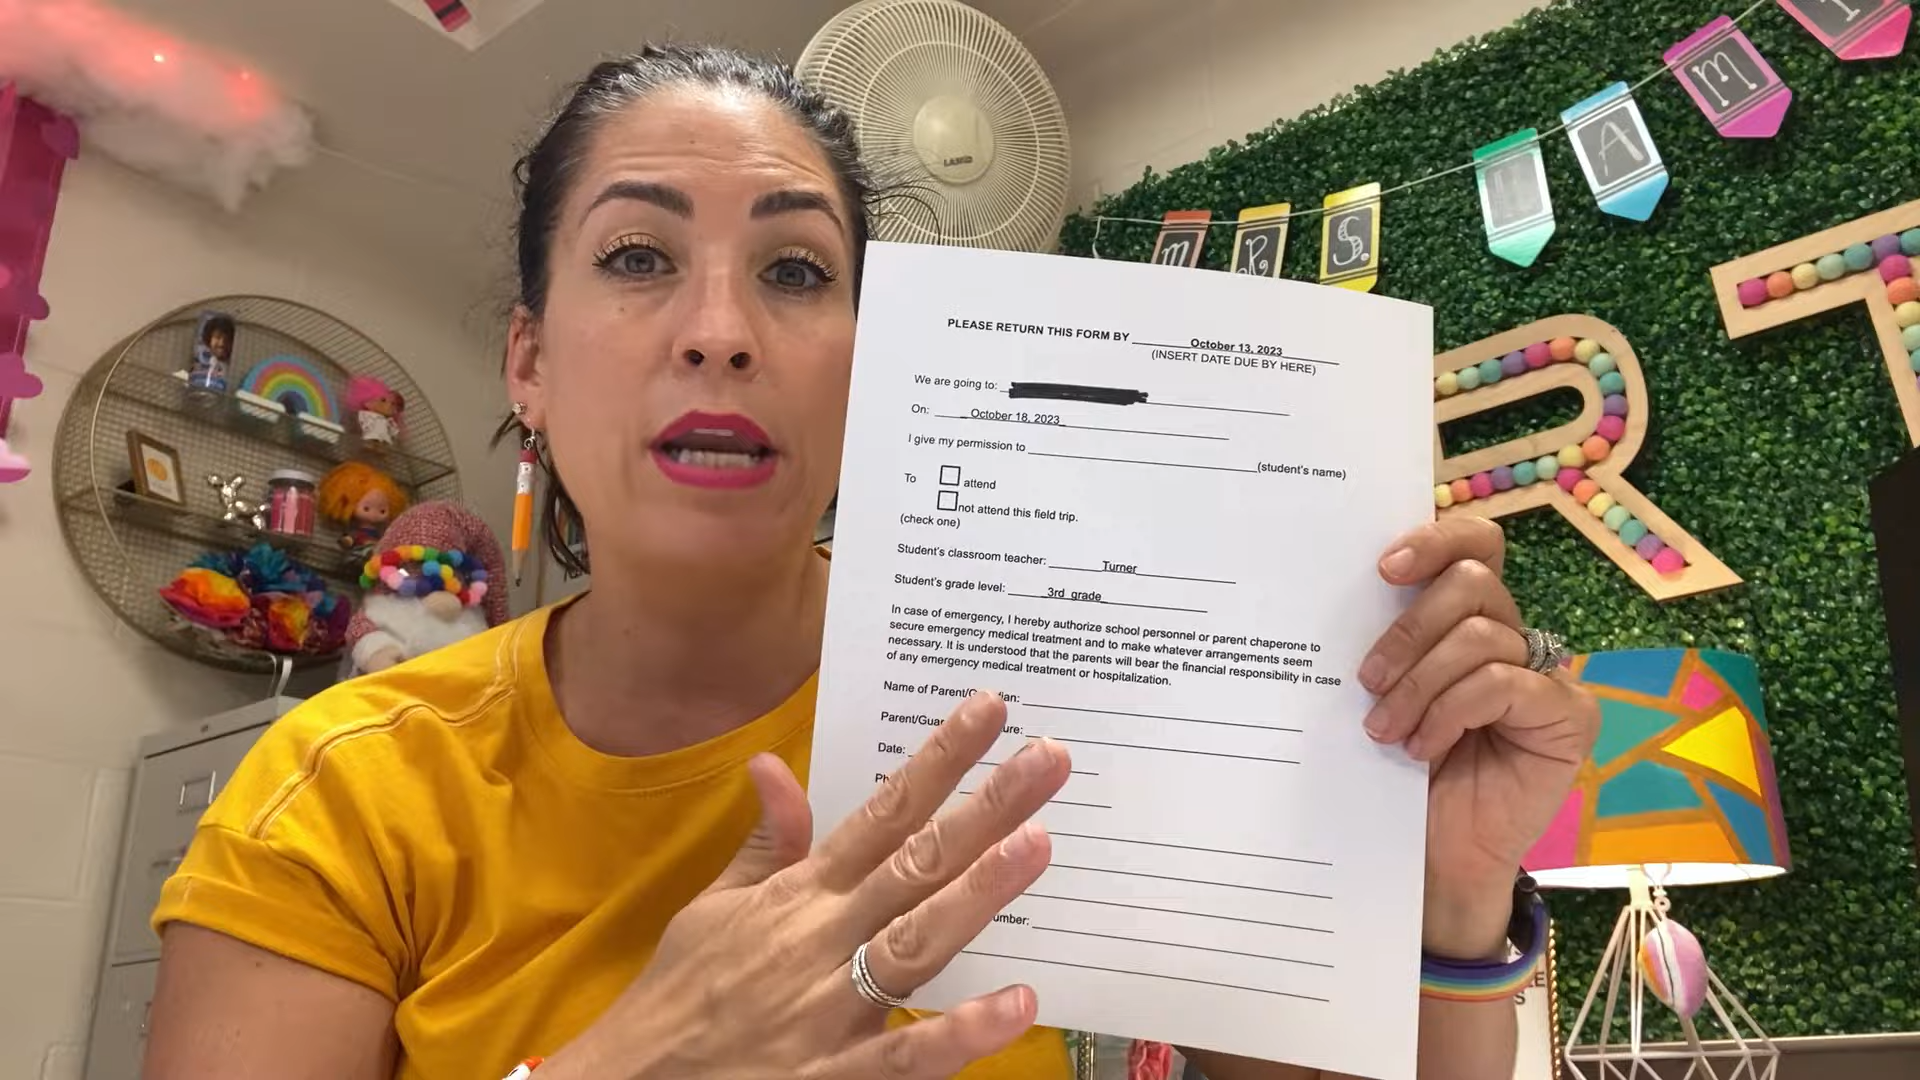 LASKO
MRS.
A
M
PLEASE RETURN THIS FORM BY October 13, 2023
(INSERT DATE DUE BY HERE)
We are going to:
On: October 18, 2023
I give my permission to (student's name)
To attend
not attend this field trip.
(check one)
Student's classroom teacher: Turner
Student's grade level: 3rd grade
In case of emergency, I hereby authorize school personnel or parent chaperone to
secure emergency medical treatment and to make whatever arrangements seem
necessary. It is understood that the parents will bear the financial responsibility in case
of any emergency medical treatment or hospitalization.
Name of Parent/G dian:
Parent/Guar ure:
Date:
Ph
umber:
R